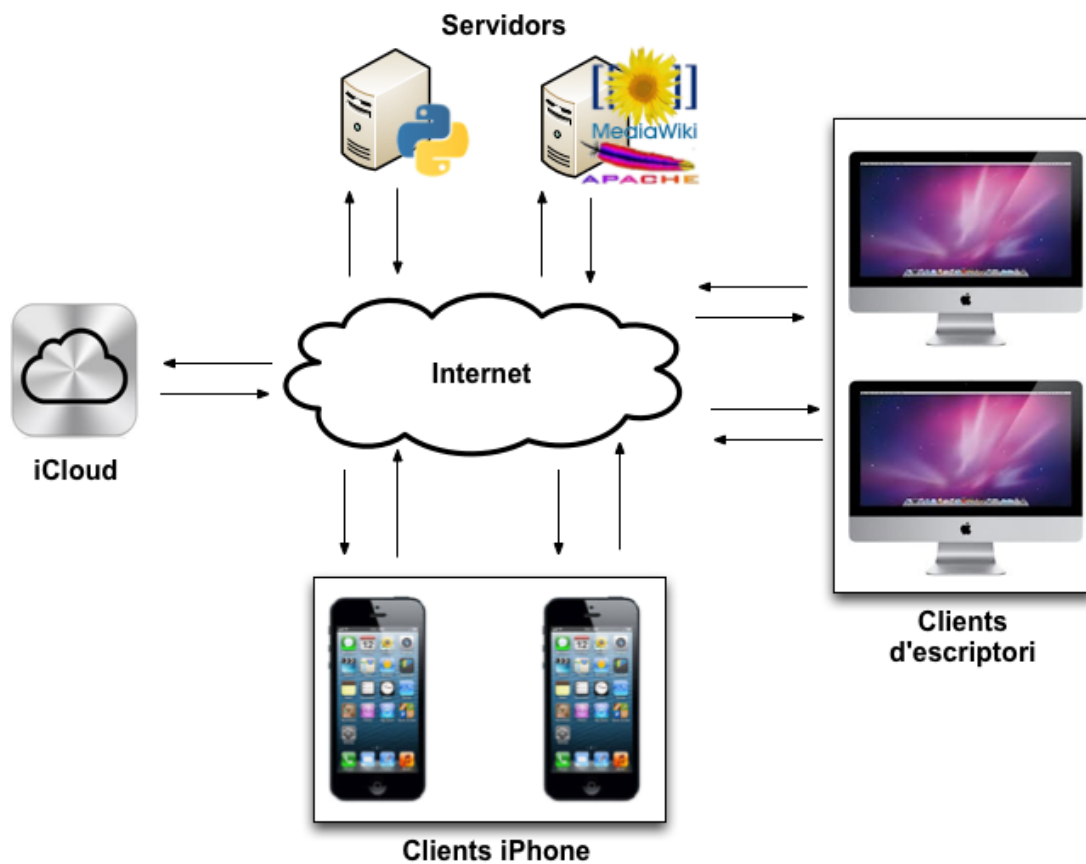 Servidors
[[ ]]
MediaWiki
APACHE
Internet
iCloud
Clients
d'escriptori
Clients iPhone